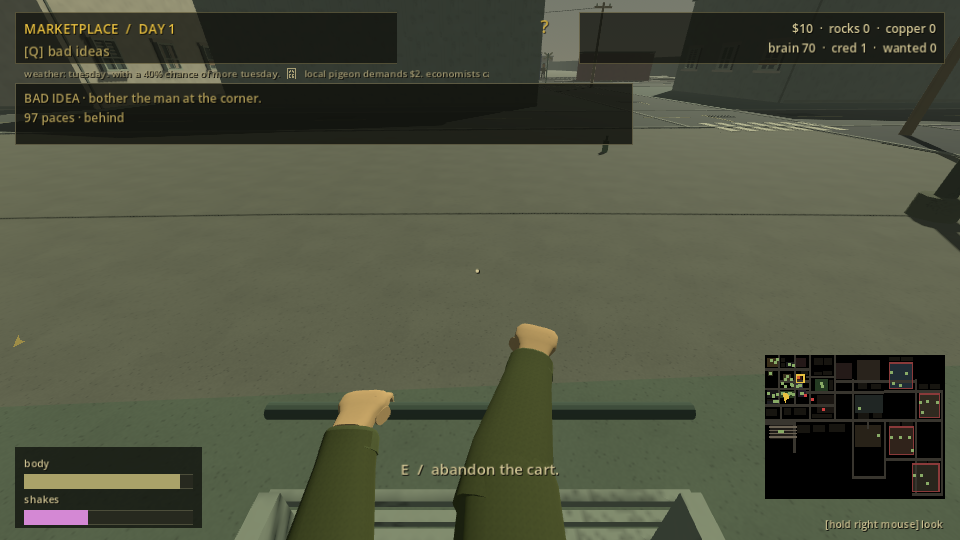 MARKETPLACE / DAY 1
[Q] bad ideas
?
$10 · rocks 0 · copper 0
brain 70 · cred 1 · wanted 0
weather: tuesday. with a 40% chance of more tuesday. local pigeon demands $2. economists c
BAD IDEA · bother the man at the corner.
97 paces · behind
E / abandon the cart.
body
shakes
[hold right mouse] look